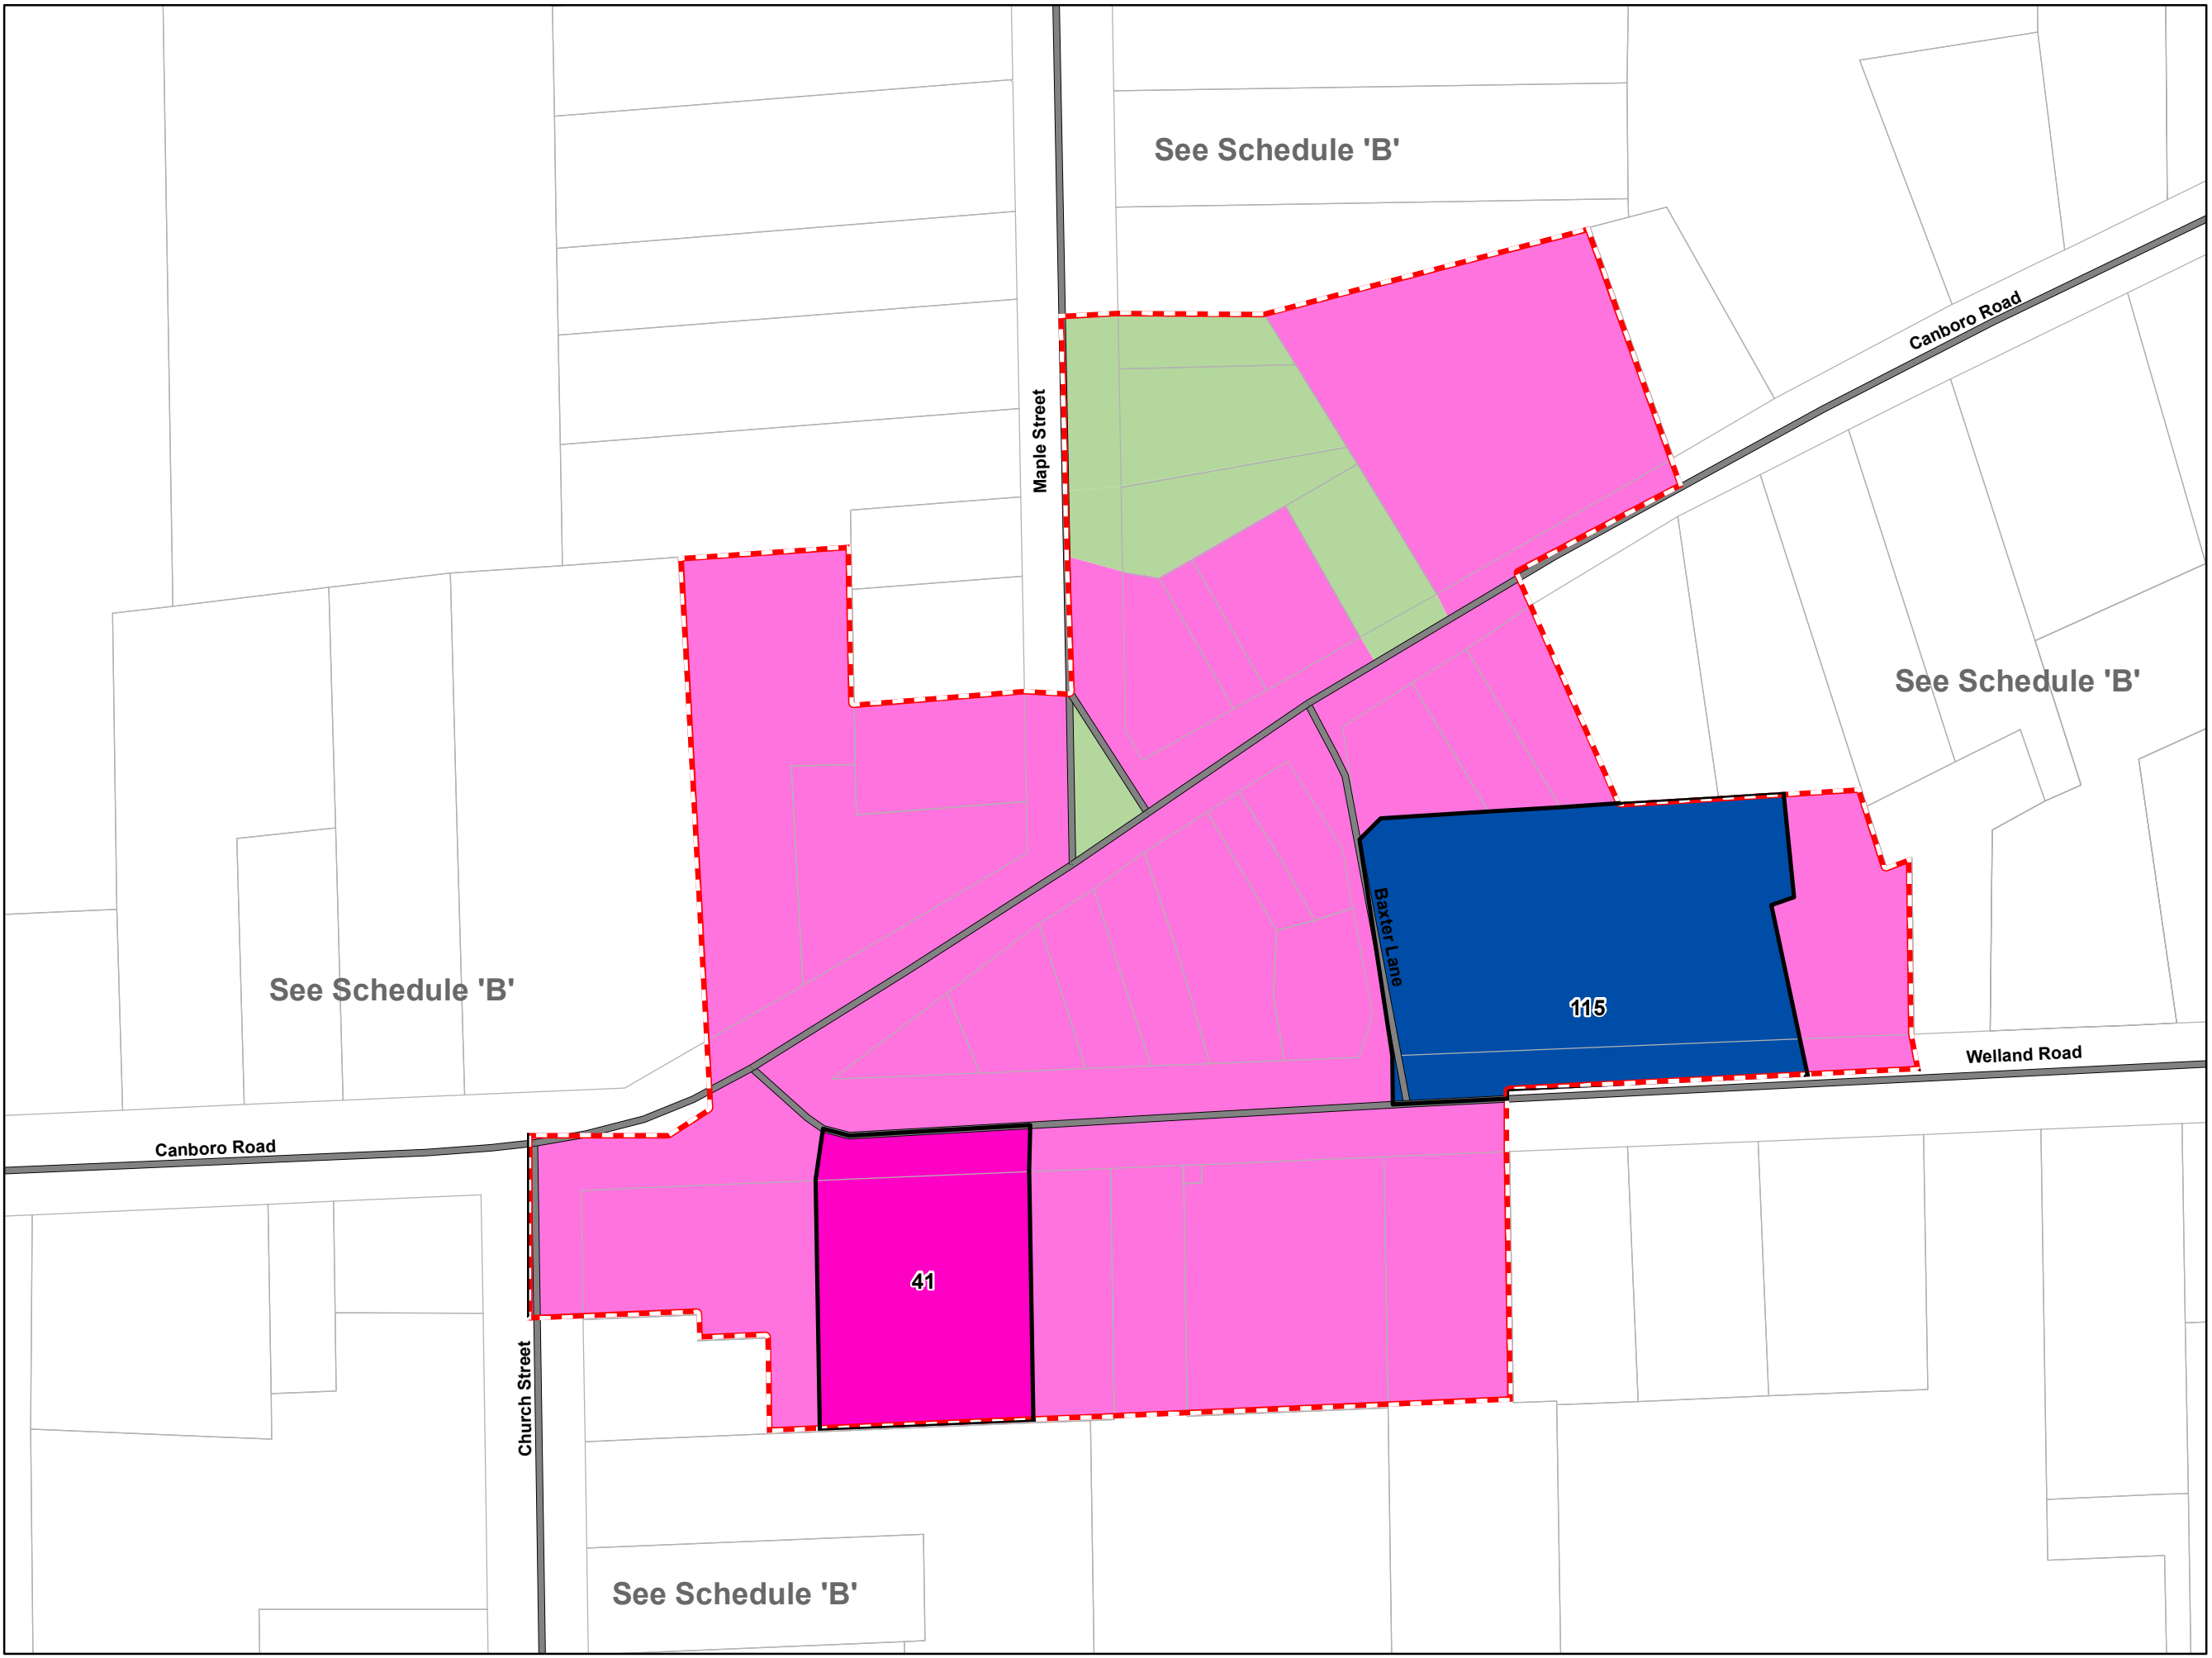 See Schedule 'B'
Canboro Road
Maple Street
See Schedule 'B'
Baxter Lane
See Schedule 'B'
115
Welland Road
Canboro Road
41
Church Street
See Schedule 'B'